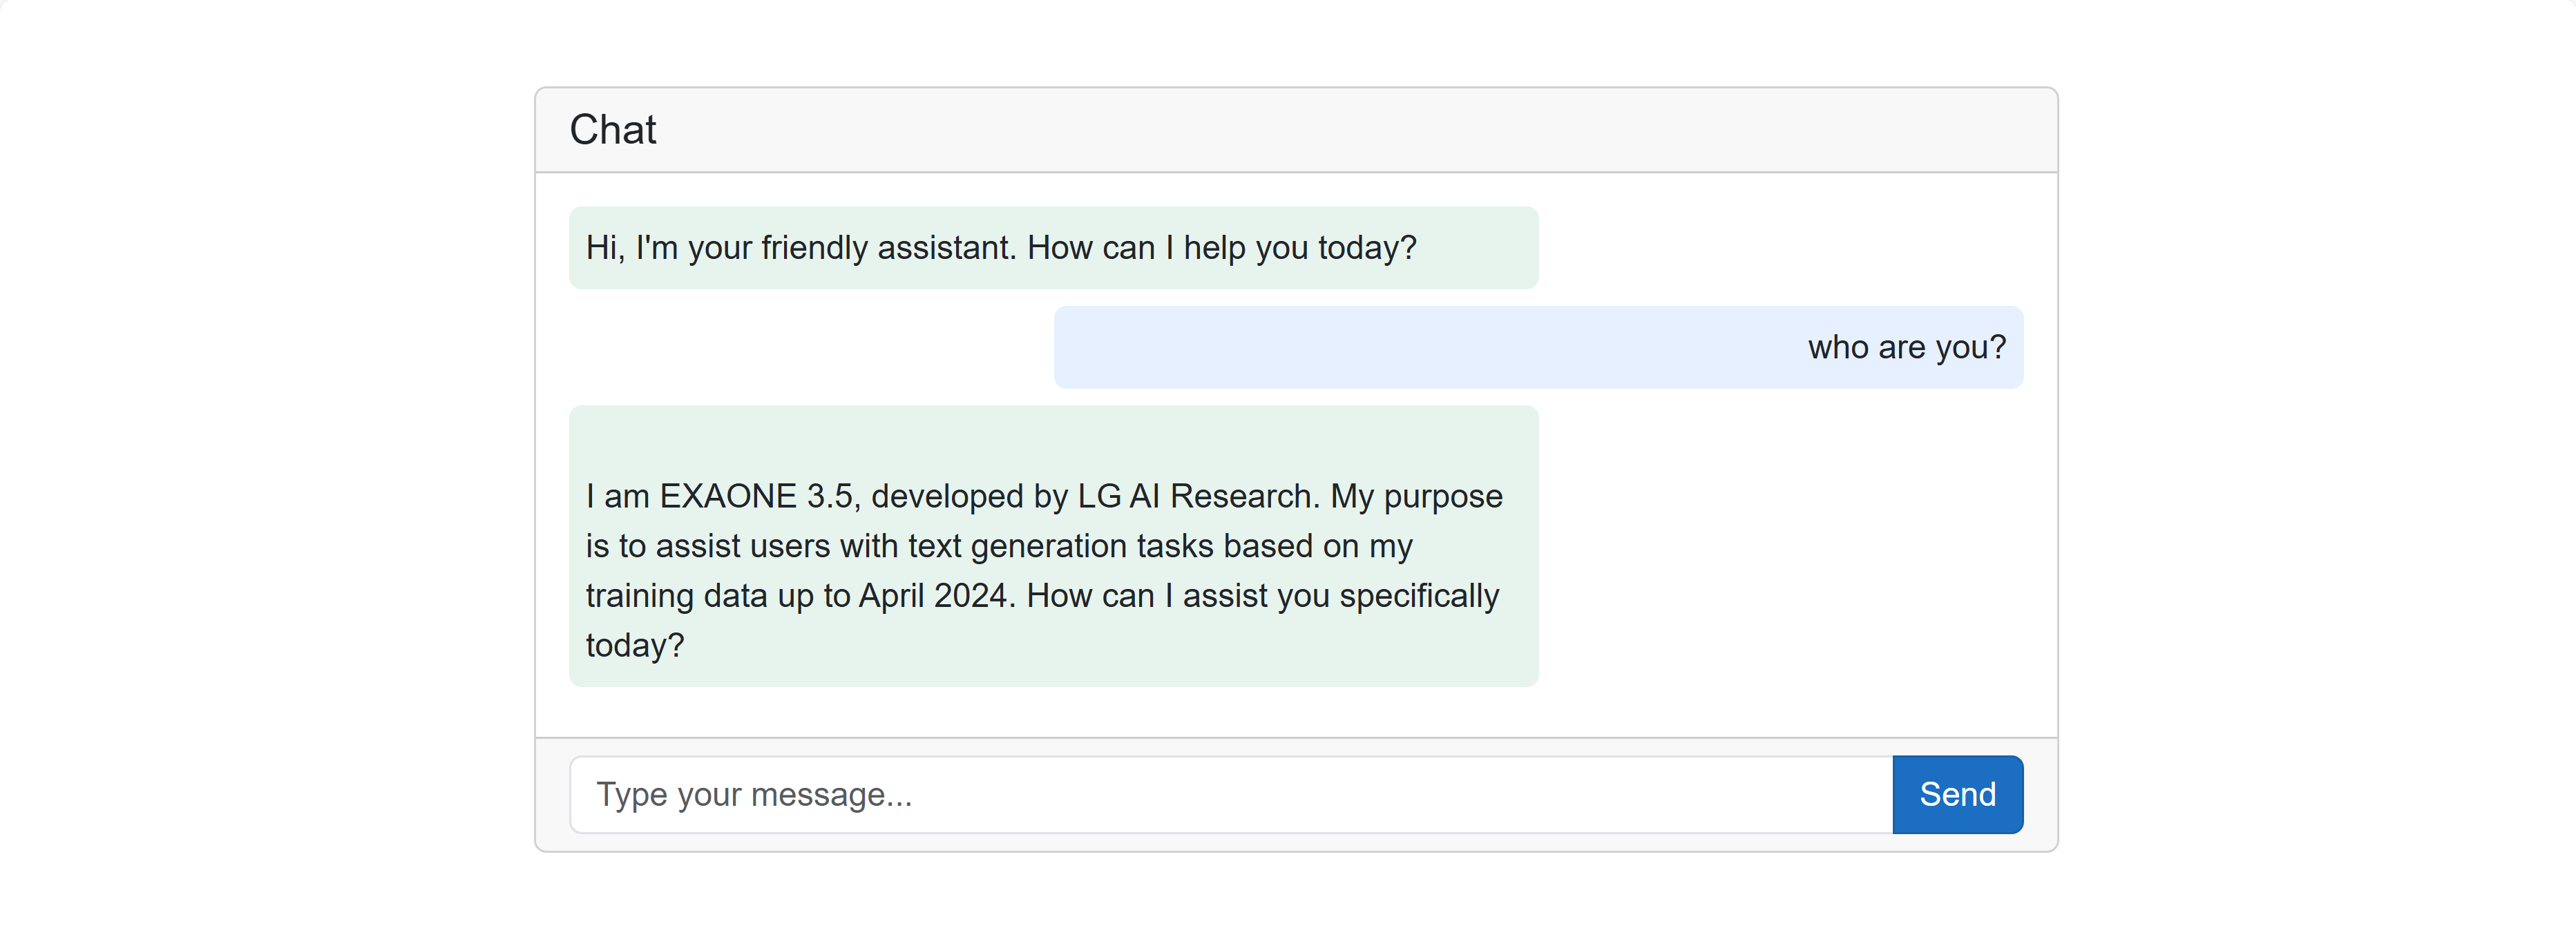 Chat
Hi, I'm your friendly assistant. How can I help you today?
who are you?
I am EXAONE 3.5, developed by LG AI Research. My purpose
is to assist users with text generation tasks based on my
training data up to April 2024. How can I assist you specifically
today?
Type your message...
Send